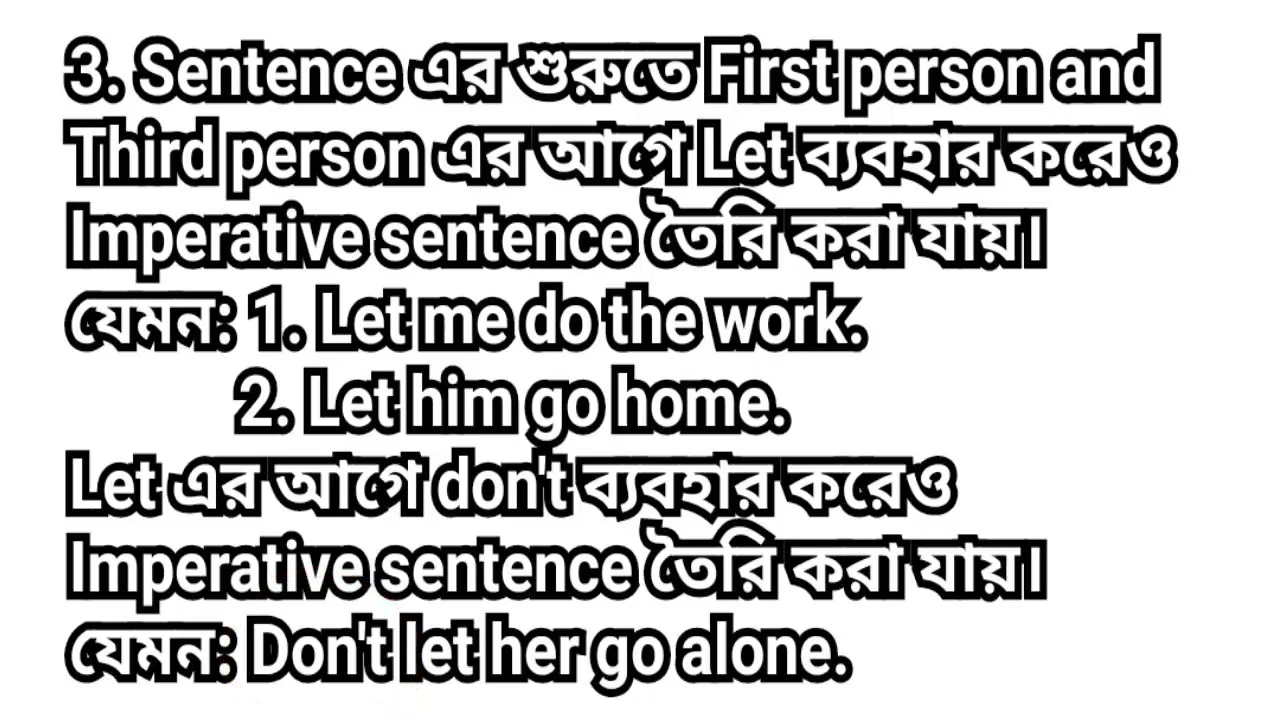 3. Sentence এর শুরুতে First person and
Third person এর আগে Let ব্যবহার করেও
Imperative sentence তৈরি করা যায়।
যেমন: 1. Let me do the work.
2. Let him go home.
Let এর আগে don't ব্যবহার করেও
Imperative sentence তৈরি করা যায়।
যেমন: Don't let her go alone.